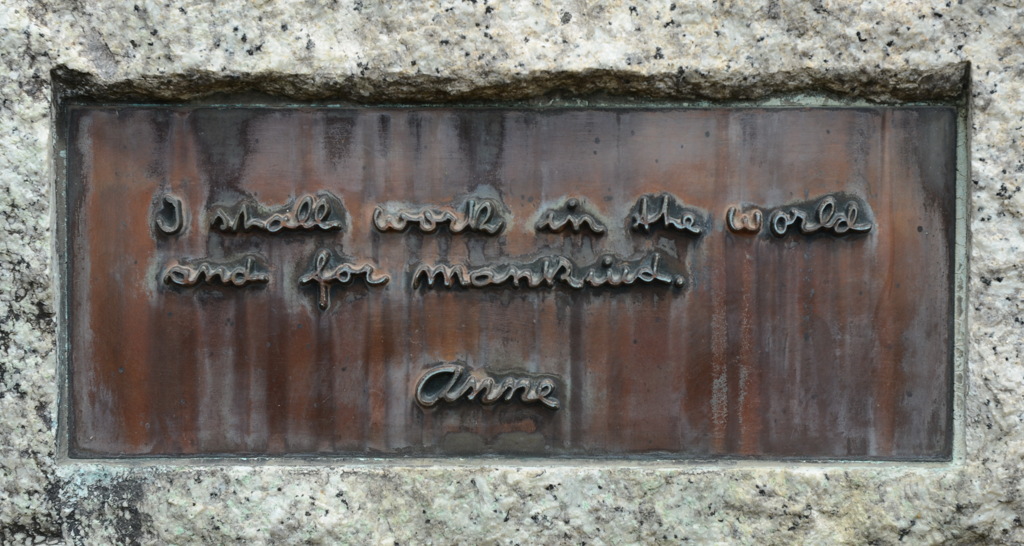 I shall work in the world
and for mankind.
Anne